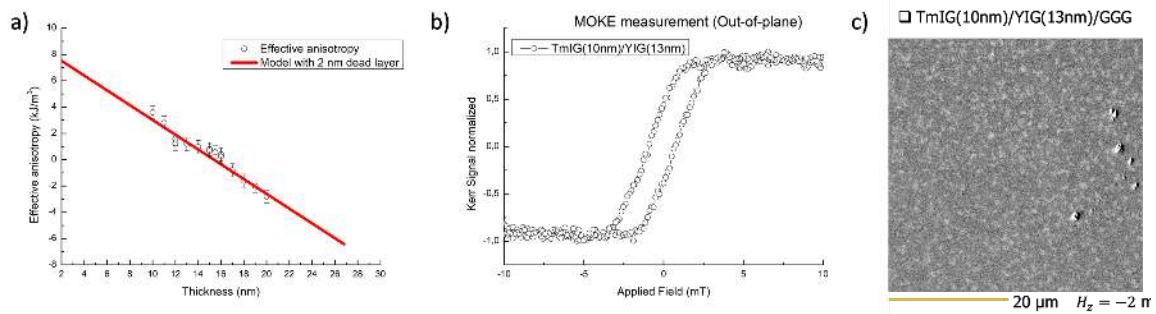 a)
Effective anisotropy
Model with 2 nm dead layer
Effective anisotropy (kJ/m³)
10
8
6
4
2
0
-2
-4
-6
-8
2 4 6 8 10 12 14 16 18 20 22 24 26 28 30
Thickness (nm)
b)
MOKE measurement (Out-of-plane)
TmIG(10nm)/YIG(13nm)
Kerr Signal normalized
1,0
0,5
0,0
-0,5
-1,0
-10 -5 0 5 10
Applied Field (mT)
c)
TmIG(10nm)/YIG(13nm)/GGG
20 µm H_z = −2 m